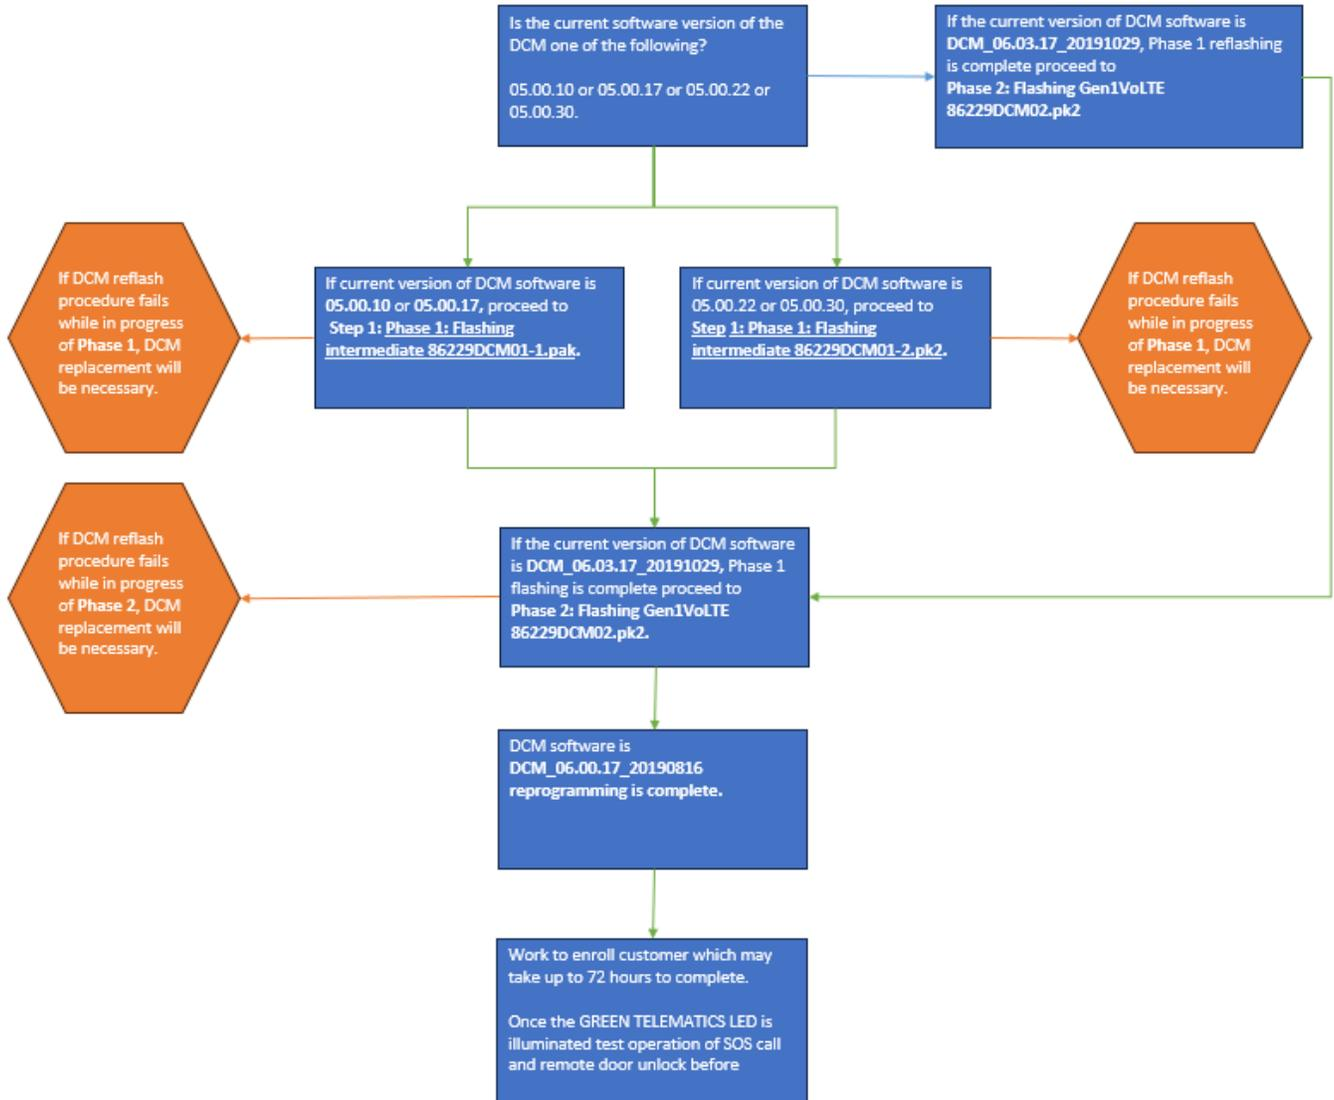 Is the current software version of the
DCM one of the following?
05.00.10 or 05.00.17 or 05.00.22 or
05.00.30.
If the current version of DCM software is
DCM_06.03.17_20191029, Phase 1 reflashing
is complete proceed to
Phase 2: Flashing Gen1VoLTE
86229DCM02.pk2
If DCM reflash
procedure fails
while in progress
of Phase 1, DCM
replacement will
be necessary.
If current version of DCM software is
05.00.10 or 05.00.17, proceed to
Step 1: Phase 1: Flashing
intermediate 86229DCM01-1.pak.
If current version of DCM software is
05.00.22 or 05.00.30, proceed to
Step 1: Phase 1: Flashing
intermediate 86229DCM01-2.pk2.
If DCM reflash
procedure fails
while in progress
of Phase 1, DCM
replacement will
be necessary.
If DCM reflash
procedure fails
while in progress
of Phase 2, DCM
replacement will
be necessary.
If the current version of DCM software
is DCM_06.03.17_20191029, Phase 1
flashing is complete proceed to
Phase 2: Flashing Gen1VoLTE
86229DCM02.pk2.
DCM software is
DCM_06.00.17_20190816
reprogramming is complete.
Work to enroll customer which may
take up to 72 hours to complete.
Once the GREEN TELEMATICS LED is
illuminated test operation of SOS call
and remote door unlock before